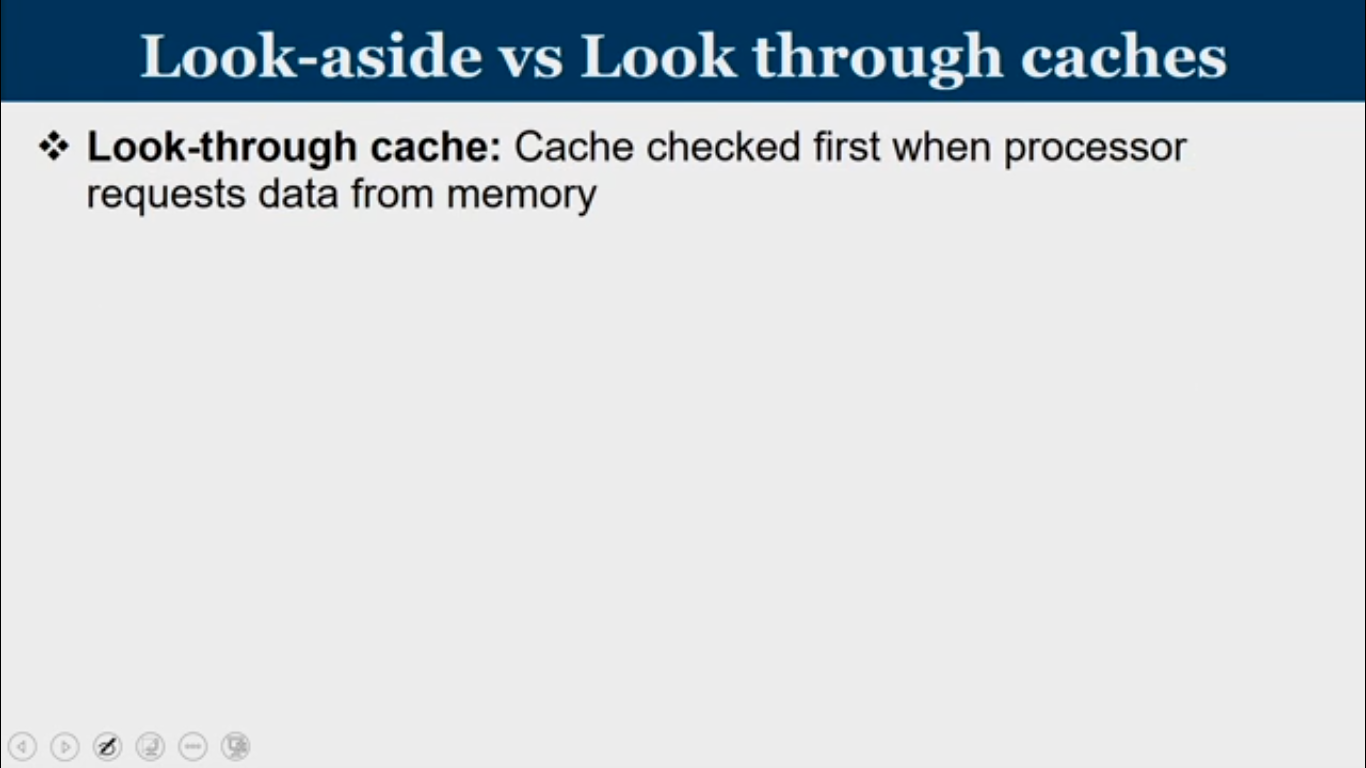 Look-aside vs Look through caches
❖ Look-through cache: Cache checked first when processor
requests data from memory